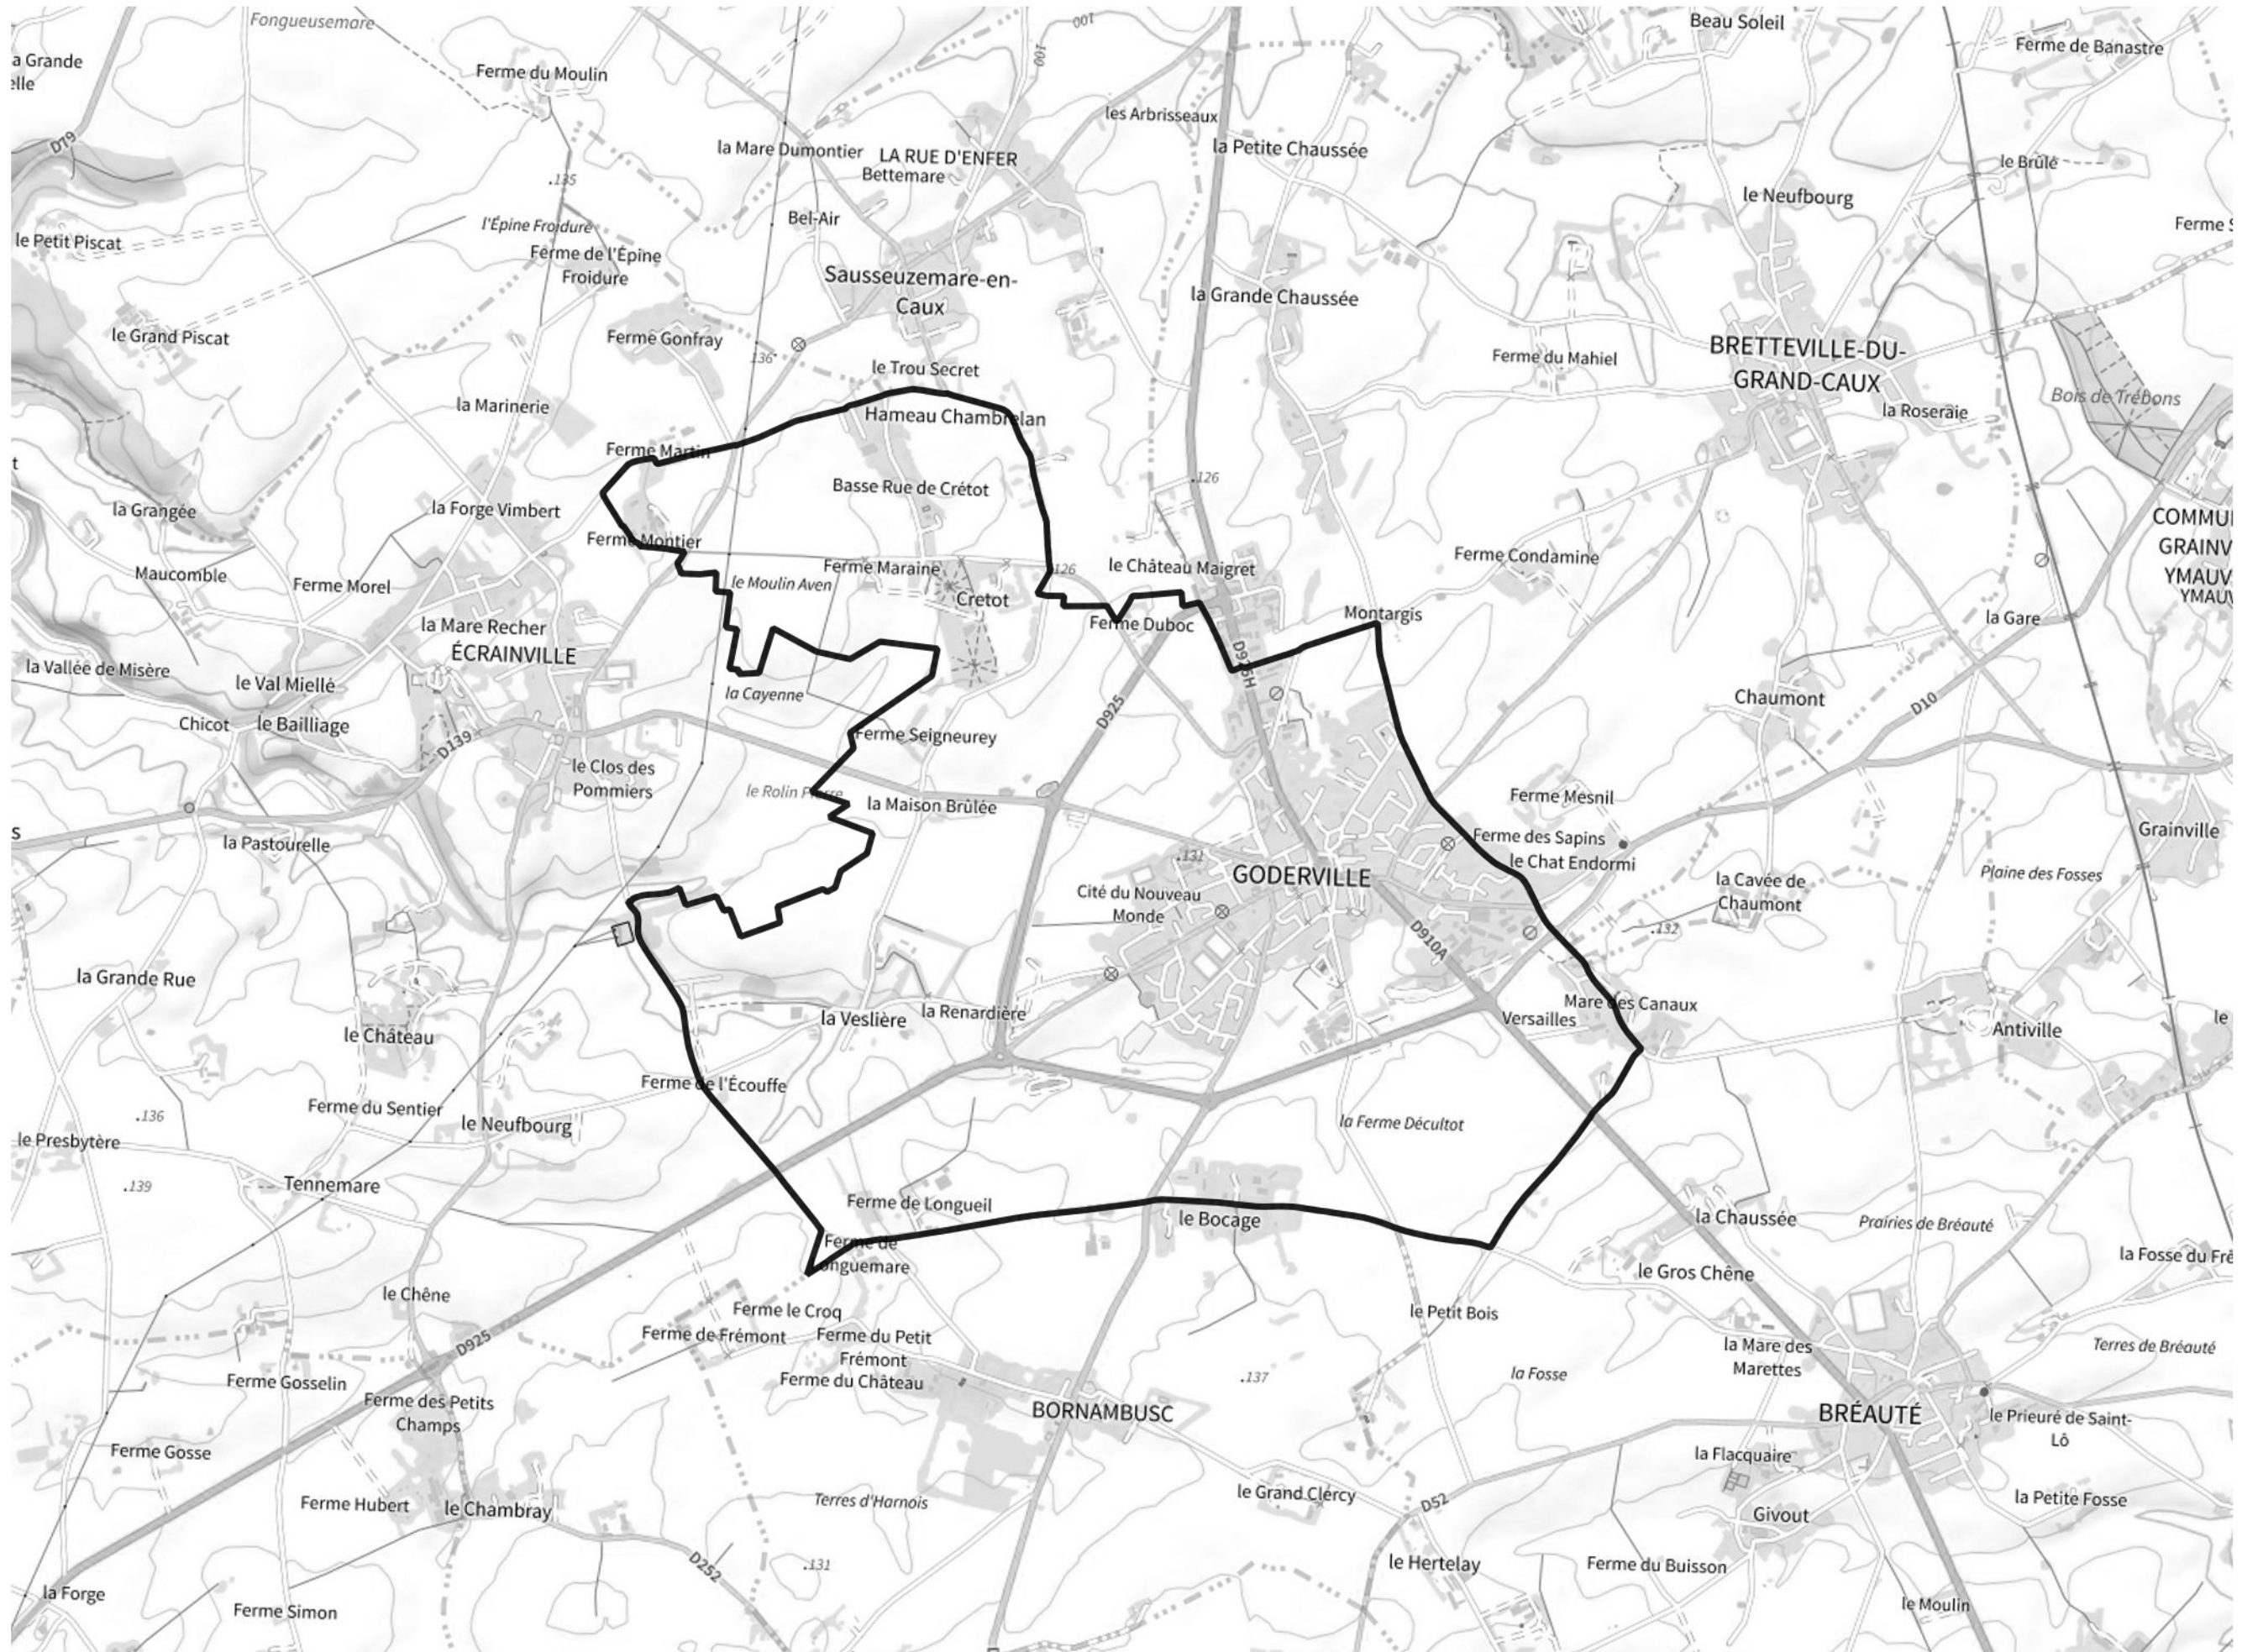 Fongueusemare
100
Beau Soleil
Ferme de Banastre
a Grande
elle
Ferme du Moulin
100
les Arbrisseaux
D79
la Mare Dumontier
LA RUE D'ENFER
la Petite Chaussée
Bettemare
le Brûlé
.135
le Neufbourg
l'Épine Froidure
Bel-Air
Ferme
le Petit Piscat
Ferme de l'Épine
Froidure
Sausseuzemare-en-
Caux
la Grande Chaussée
le Grand Piscat
Ferme Gonfray
136
BRETTEVILLE-DU-
GRAND-CAUX
Ferme du Mahiel
le Trou Secret
Bois de Trébons
la Marinerie
Hameau Chambrelan
la Roseraie
Ferme Martin
t
Basse Rue de Crétot
.126
la Grangée
la Forge Vimbert
COMMU
GRAINV
YMAUV
YMAUV
Ferme Montier
Ferme Condamine
Maucombe
Ferme Morel
le Moulin Aven
Ferme Maraine
126
le Château Maigret
Cretot
Montargis
la Gare
la Mare Recher
Ferme Duboc
ÉCRAINVILLE
D925H
la Vallée de Misère
le Val Miellé
la Cayenne
Chaumont
D10
Chicot
le Bailliage
D925
Ferme Seigneurey
D139
le Clos des
Pommiers
le Rolin Pierre
la Maison Brûlée
Ferme Mesnil
s
la Pastourelle
Ferme des Sapins
Grainville
.131
le Chat Endormi
GODERVILLE
Plaine des Fosses
Cité du Nouveau
Monde
la Cavée de
Chaumont
D910A
.132
la Grande Rue
Mare des Canaux
le Château
la Veslière
la Renardière
Versailles
le
Antiville
Ferme de l'Écouffe
Ferme du Sentier
.136
le Neufbourg
la Ferme Décultot
le Presbytère
Tennemare
.139
Ferme de Longueil
le Bocage
la Chaussée
Prairies de Bréauté
Ferme de
onguemare
la Fosse du Frê
le Gros Chêne
le Chêne
Ferme le Croq
le Petit Bois
D925
Ferme de Frémont
Ferme du Petit
Frémont
la Mare des
Marettes
Terres de Bréauté
Ferme Gosselin
Ferme du Château
.137
la Fosse
Ferme des Petits
Champs
BORNAMBUSC
BRÉAUTÉ
le Prieuré de Saint-
Lô
Ferme Gosse
la Flacquaire
Ferme Hubert
le Chambray
Terres d'Harnois
le Grand Clercy
D52
la Petite Fosse
Givout
D252
.131
le Hertelay
Ferme du Buisson
la Forge
Ferme Simon
le Moulin